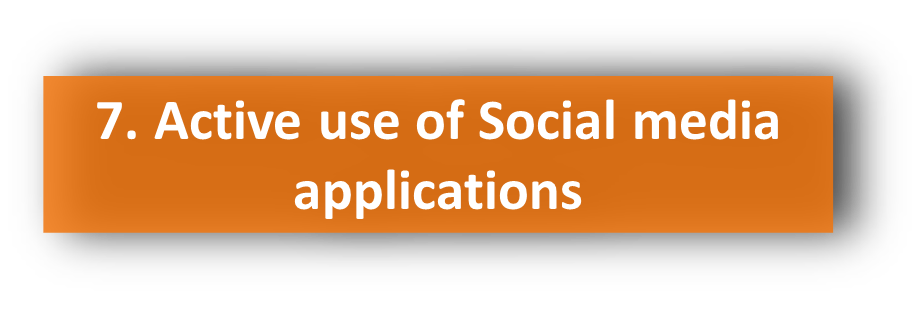 7. Active use of Social media
applications